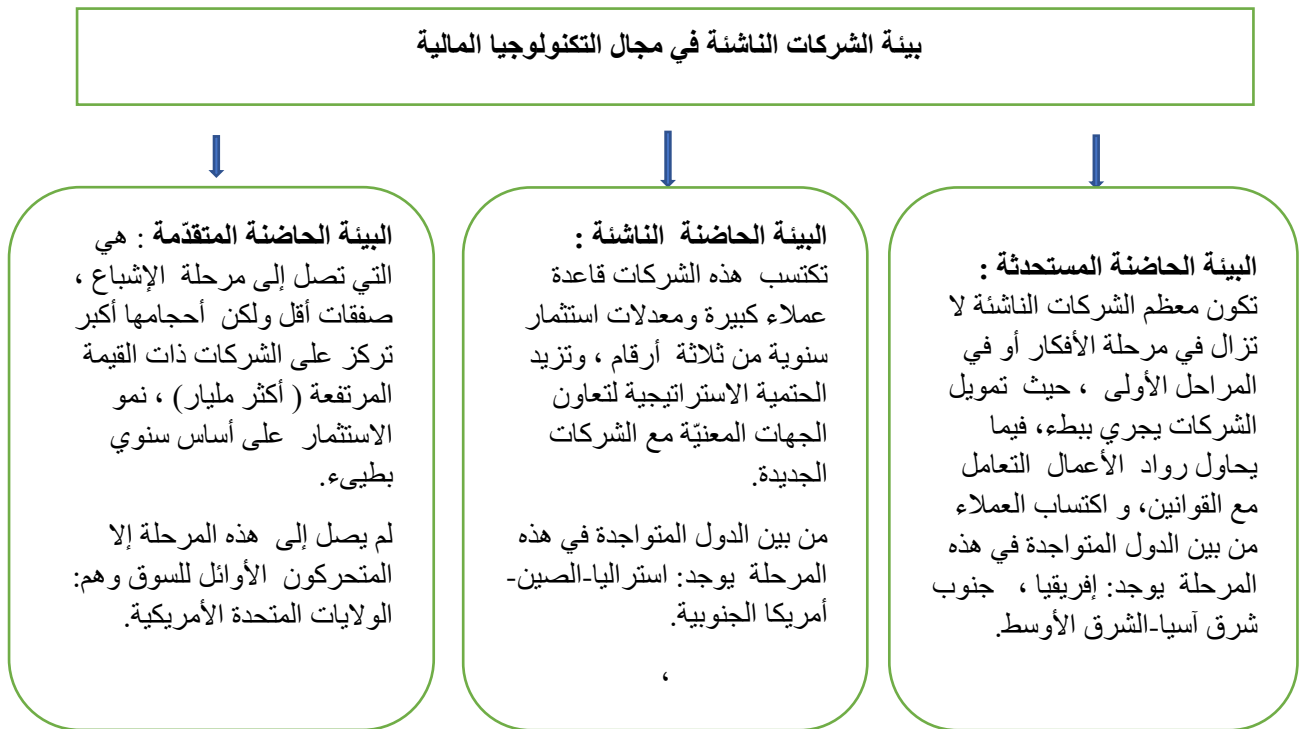 بيئة الشركات الناشئة في مجال التكنولوجيا المالية
البيئة الحاضنة المستحدثة :
تكون معظم الشركات الناشئة لا
تزال في مرحلة الأفكار أو في
المراحل الأولى ، حيث تمويل
الشركات يجري ببطء، فيما
يحاول رواد الأعمال التعامل
مع القوانين، و اكتساب العملاء
من بين الدول المتواجدة في هذه
المرحلة يوجد: إفريقيا ، جنوب
شرق آسيا-الشرق الأوسط.
البيئة الحاضنة الناشئة :
تكتسب هذه الشركات قاعدة
عملاء كبيرة ومعدلات استثمار
سنوية من ثلاثة أرقام ، وتزيد
الحتمية الاستراتيجية لتعاون
الجهات المعنيّة مع الشركات
الجديدة.
من بين الدول المتواجدة في هذه
المرحلة يوجد: استراليا-الصين-
أمريكا الجنوبية.
،
البيئة الحاضنة المتقدّمة : هي
التي تصل إلى مرحلة الإشباع ،
صفقات أقل ولكن أحجامها أكبر
تركز على الشركات ذات القيمة
المرتفعة ( أكثر مليار) ، نمو
الاستثمار على أساس سنوي
بطيىء.
لم يصل إلى هذه المرحلة إلا
المتحركون الأوائل للسوق وهم:
الولايات المتحدة الأمريكية.